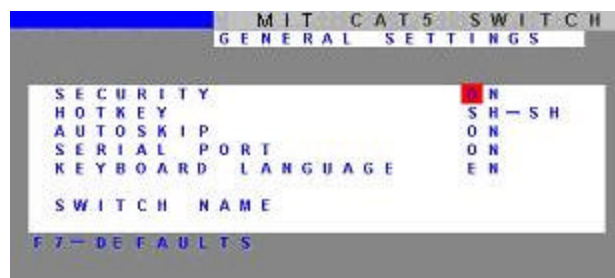 MIT CAT5 SWITCH
GENERAL SETTINGS
SECURITY ON
HOTKEY SH-SH
AUTOSKIP ON
SERIAL PORT ON
KEYBOARD LANGUAGE EN
SWITCH NAME
F7-DEFAULTS